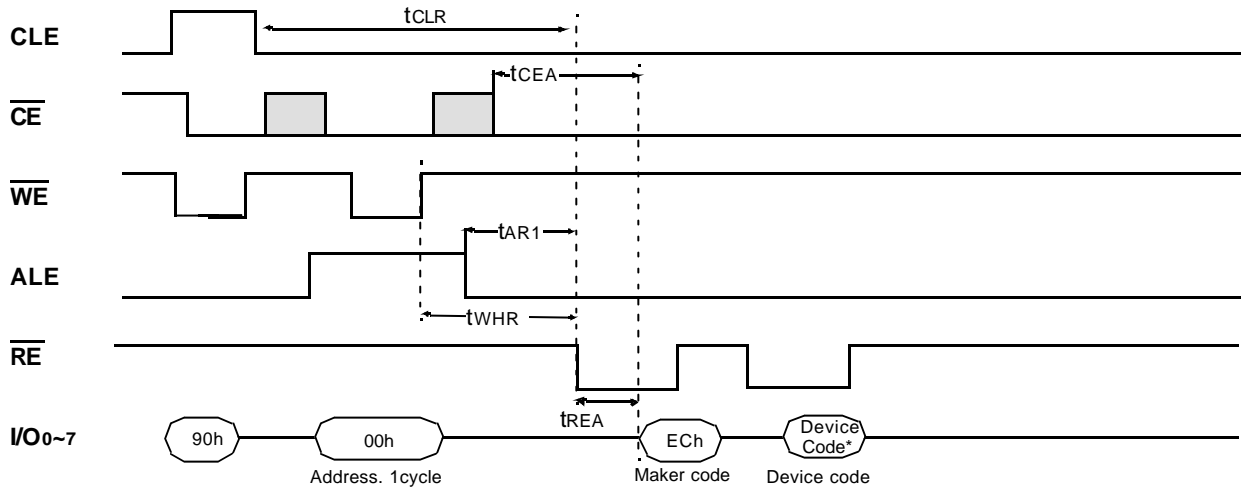 CLE
tCLR
tCEA
CE
WE
tAR1
ALE
tWHR
RE
tREA
I/O0~7
90h
00h
ECh
Device
Code*
Address. 1cycle
Maker code
Device code